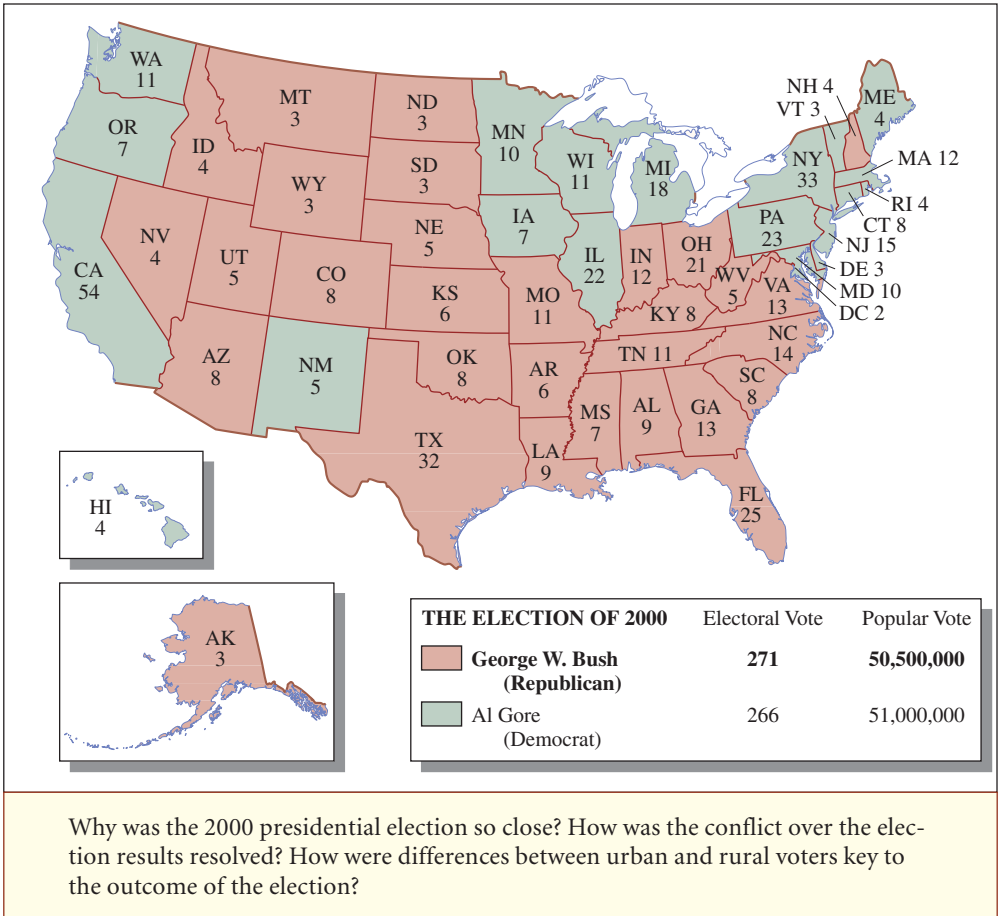 WA
11
OR
7
CA
54
ID
4
NV
4
MT
3
WY
3
UT
5
AZ
8
CO
8
NM
5
ND
3
SD
3
NE
5
KS
6
OK
8
TX
32
MN
10
IA
7
MO
11
AR
6
LA
9
WI
11
IL
22
MI
18
IN
12
OH
21
KY 8
TN 11
MS
7
AL
9
GA
13
FL
25
SC
8
NC
14
VA
13
WV
5
PA
23
NY
33
VT 3
NH 4
ME
4
MA 12
RI 4
CT 8
NJ 15
DE 3
MD 10
DC 2
HI
4
AK
3
THE ELECTION OF 2000 Electoral Vote Popular Vote
George W. Bush 271 50,500,000
(Republican)
Al Gore 266 51,000,000
(Democrat)
Why was the 2000 presidential election so close? How was the conflict over the elec-
tion results resolved? How were differences between urban and rural voters key to
the outcome of the election?